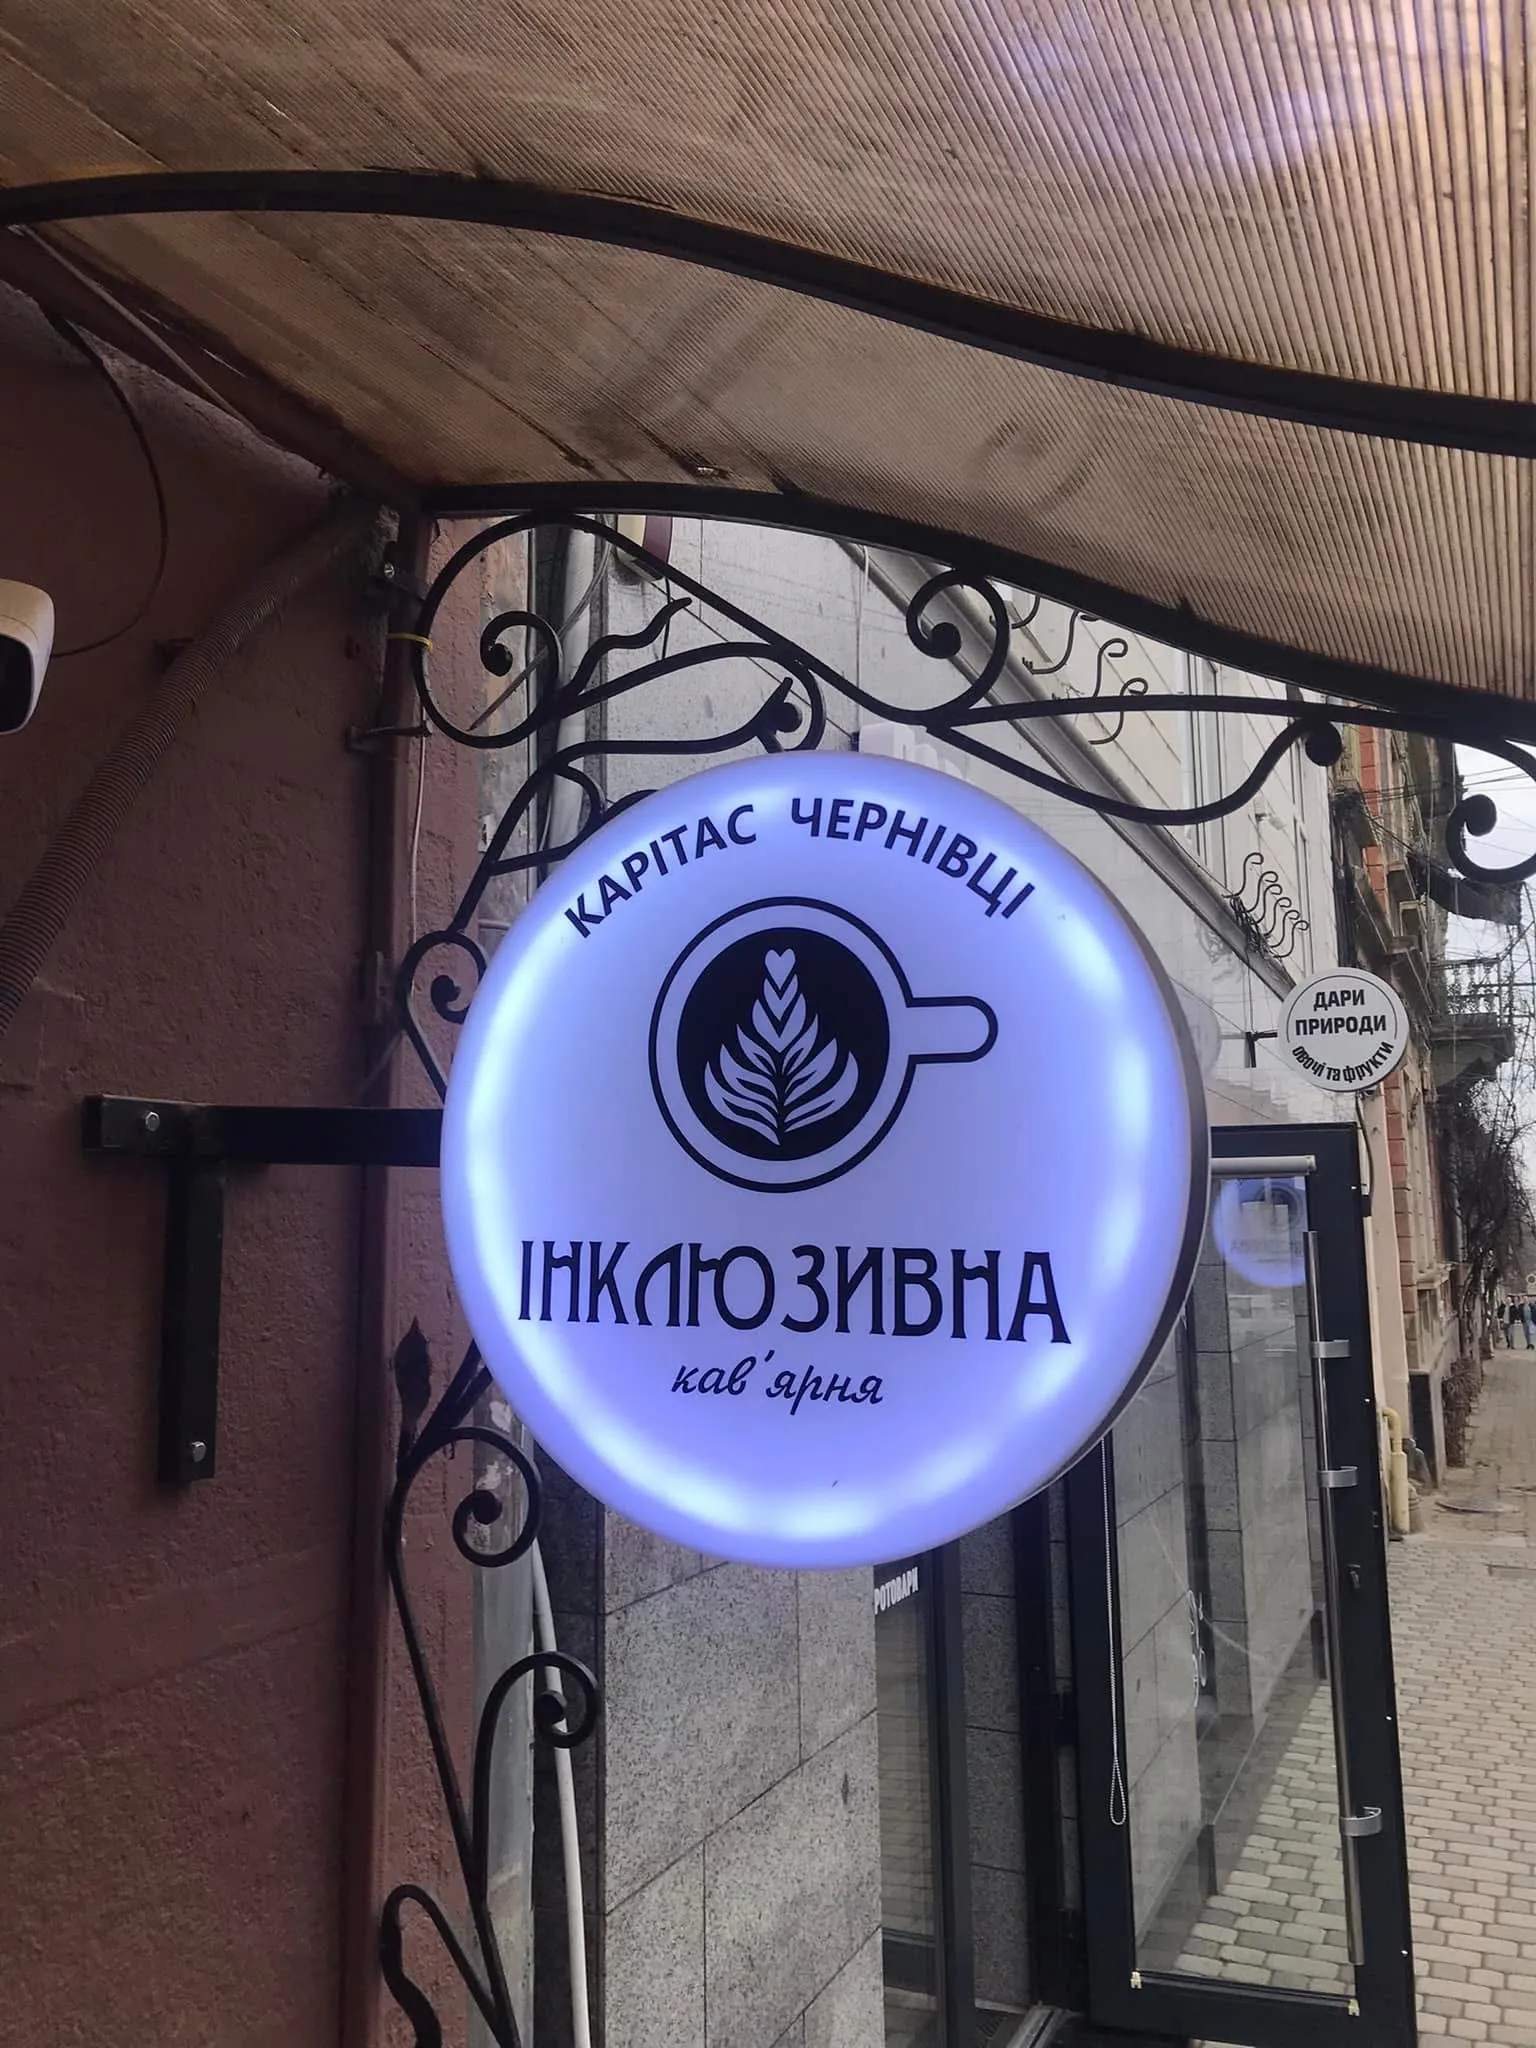 КАРІТАС ЧЕРНІВЦІ
ІНКЛЮЗИВНА
кав'ярня
ДАРИ
ПРИРОДИ
овочі та фрукти